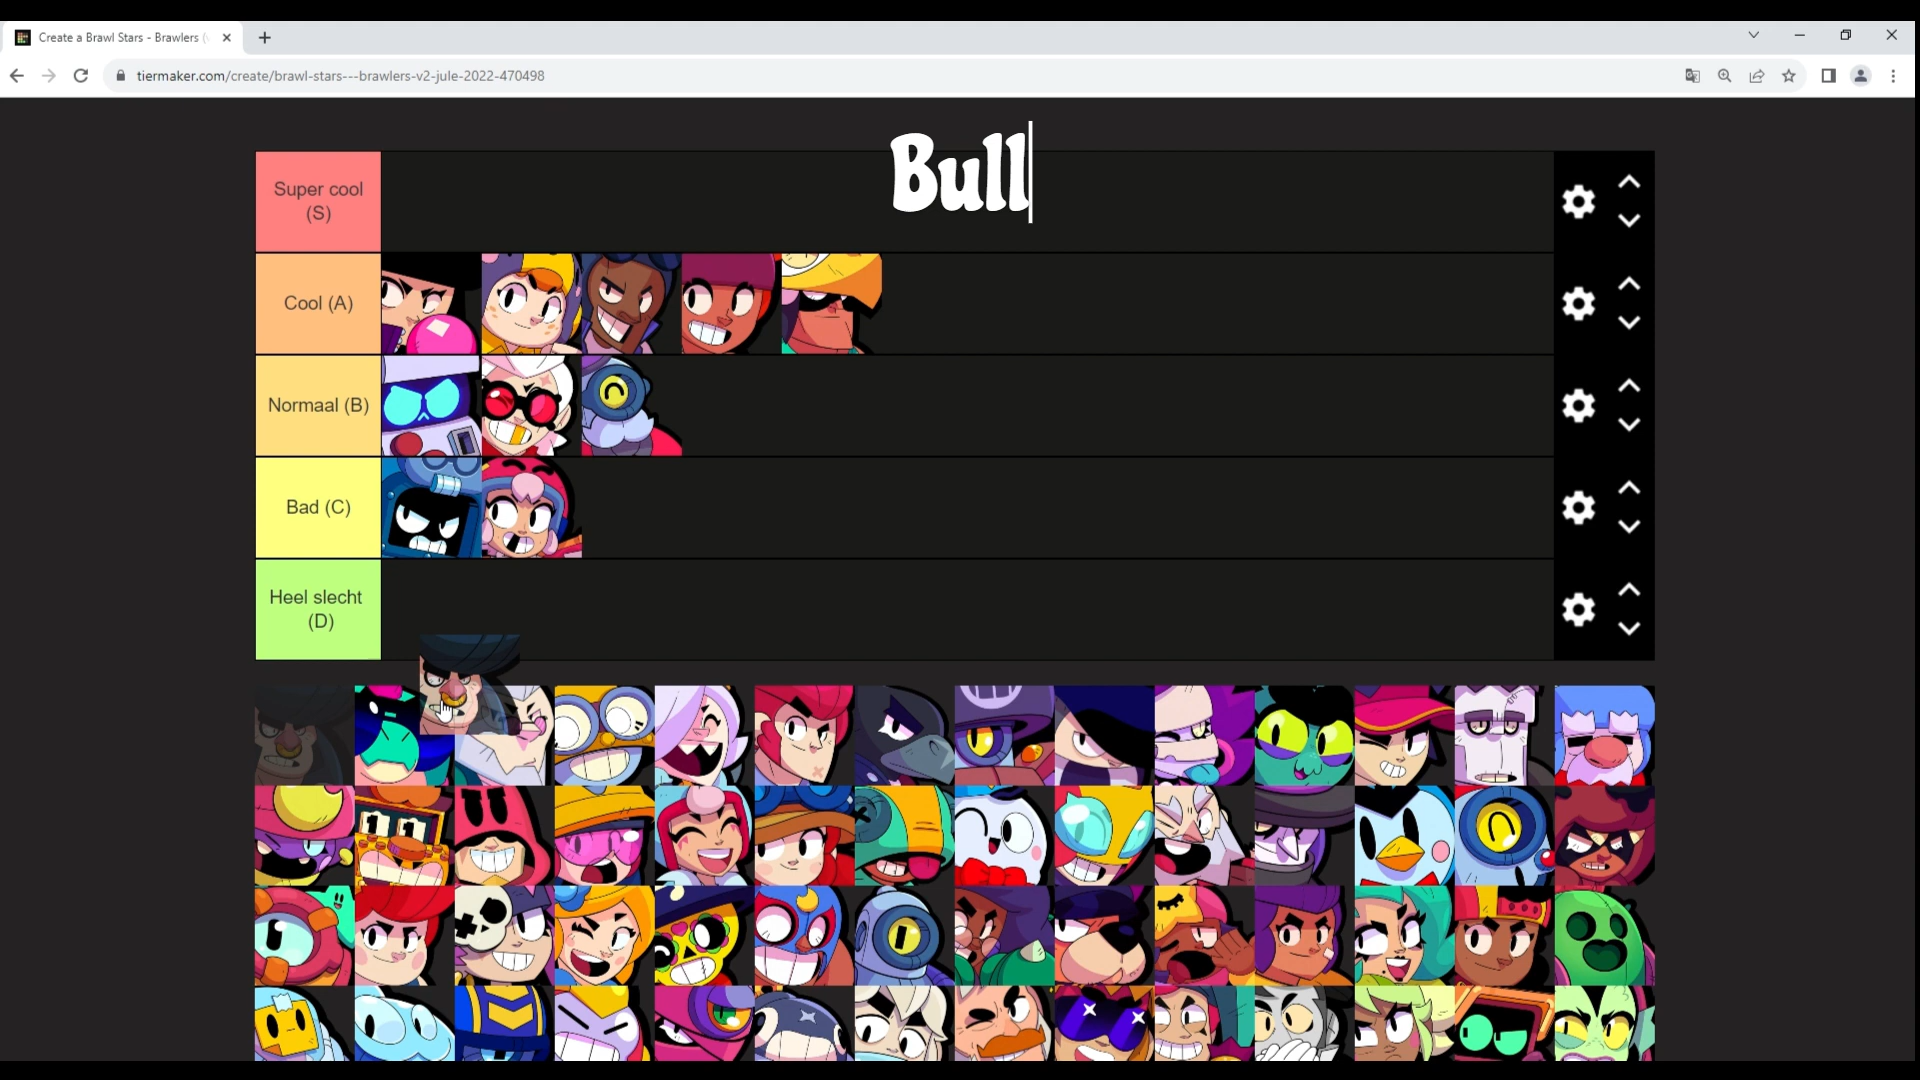 Create a Brawl Stars - Brawlers (
tiermaker.com/create/brawl-stars---brawlers-v2-jule-2022-470498
Bull
Super cool
(S)
Cool (A)
Normaal (B)
Bad (C)
Heel slecht
(D)